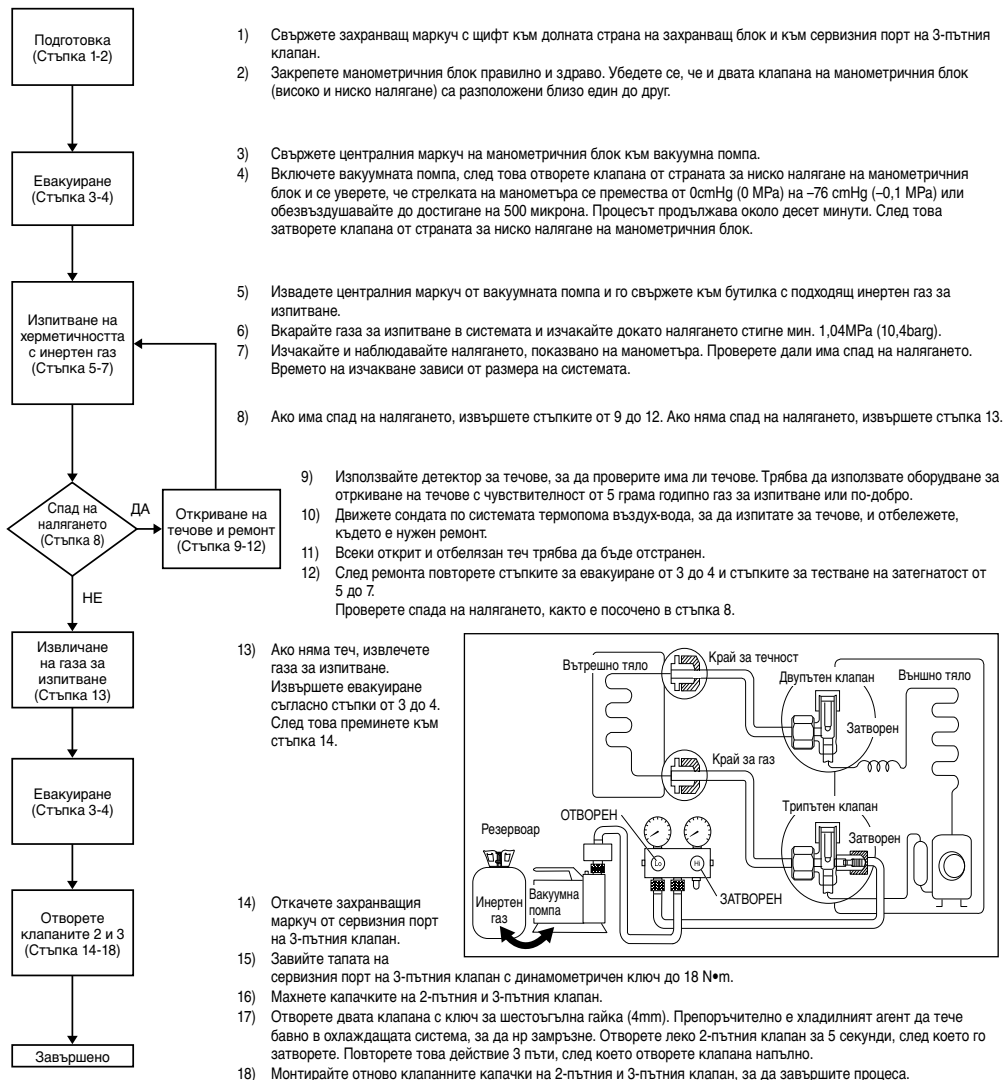 Подготовка
(Стъпка 1-2)
1) Свържете захранващ маркуч с щифт към долната страна на захранващ блок и към сервизния порт на 3-пътния
клапан.
2) Закрепете манометричния блок правилно и здраво. Убедете се, че и двата клапана на манометричния блок
(високо и ниско налягане) са разположени близо един до друг.
Евакуиране
(Стъпка 3-4)
3) Свържете централния маркуч на манометричния блок към вакуумна помпа.
4) Включете вакуумната помпа, след това отворете клапана от страната за ниско налягане на манометричния
блок и се уверете, че стрелката на манометъра се премества от 0cmHg (0 MPa) на –76 cmHg (–0,1 MPa) или
обезвъздушавайте до достигане на 500 микрона. Процесът продължава около десет минути. След това
затворете клапана от страната за ниско налягане на манометричния блок.
Изпитване на
херметичността
с инертен газ
(Стъпка 5-7)
5) Извадете централния маркуч от вакуумната помпа и го свържете към бутилка с подходящ инертен газ за
изпитване.
6) Вкарайте газа за изпитване в системата и изчакайте докато налягането стигне мин. 1,04MPa (10,4barg).
7) Изчакайте и наблюдавайте налягането, показвано на манометъра. Проверете дали има спад на налягането.
Времето на изчакване зависи от размера на системата.
8) Ако има спад на налягането, извършете стъпките от 9 до 12. Ако няма спад на налягането, извършете стъпка 13.
Спад на
налягането
(Стъпка 8)
ДА
НЕ
Откриване на
течове и ремонт
(Стъпка 9-12)
9) Използвайте детектор за течове, за да проверите има ли течове. Трябва да използвате оборудване за
откриване на течове с чувствителност от 5 грама годипно газ за изпитване или по-добро.
10) Движете сондата по системата термопомпа въздух-вода, за да изпитате за течове, и отбележете,
където е нужен ремонт.
11) Всеки открит и отбелязан теч трябва да бъде отстранен.
12) След ремонта повторете стъпките за евакуиране от 3 до 4 и стъпките за тестване на затегнатост от
5 до 7.
Проверете спада на налягането, както е посочено в стъпка 8.
Извличане
на газа за
изпитване
(Стъпка 13)
13) Ако няма теч, извлечете
газа за изпитване.
Извършете евакуиране
съгласно стъпки от 3 до 4.
След това преминете към
стъпка 14.
Вътрешно тяло
Край за течност
Двупътен клапан
Външно тяло
Затворен
Край за газ
Трипътен клапан
Затворен
ОТВОРЕН
Резервоар
Lo
Hi
ЗАТВОРЕН
Инертен
газ
Вакуумна
помпа
Евакуиране
(Стъпка 3-4)
Отворете
клапаните 2 и 3
(Стъпка 14-18)
14) Откачете захранващия
маркуч от сервизния порт
на 3-пътния клапан.
15) Завийте тапата на
сервизния порт на 3-пътния клапан с динамометричен ключ до 18 N•m.
16) Махнете капачките на 2-пътния и 3-пътния клапан.
17) Отворете двата клапана с ключ за шестоъгълна гайка (4mm). Препоръчително е хладилният агент да тече
бавно в охлаждащата система, за да нр замръзне. Отворете леко 2-пътния клапан за 5 секунди, след което го
затворете. Повторете това действие 3 пъти, след което отворете клапана напълно.
18) Монтирайте отново клапанните капачки на 2-пътния и 3-пътния клапан, за да завършите процеса.
Завършено